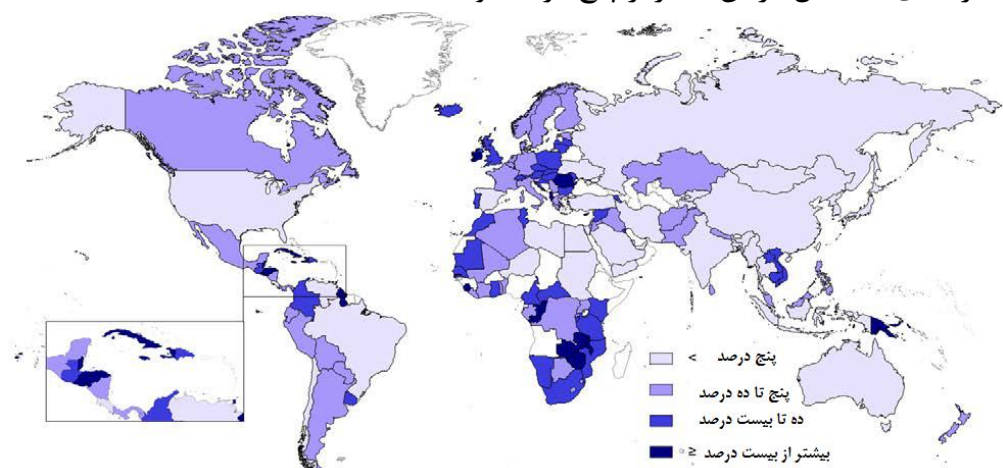 پنج درصد >
پنج تا ده درصد
ده تا بیست درصد
بیشتر از بیست درصد ≤